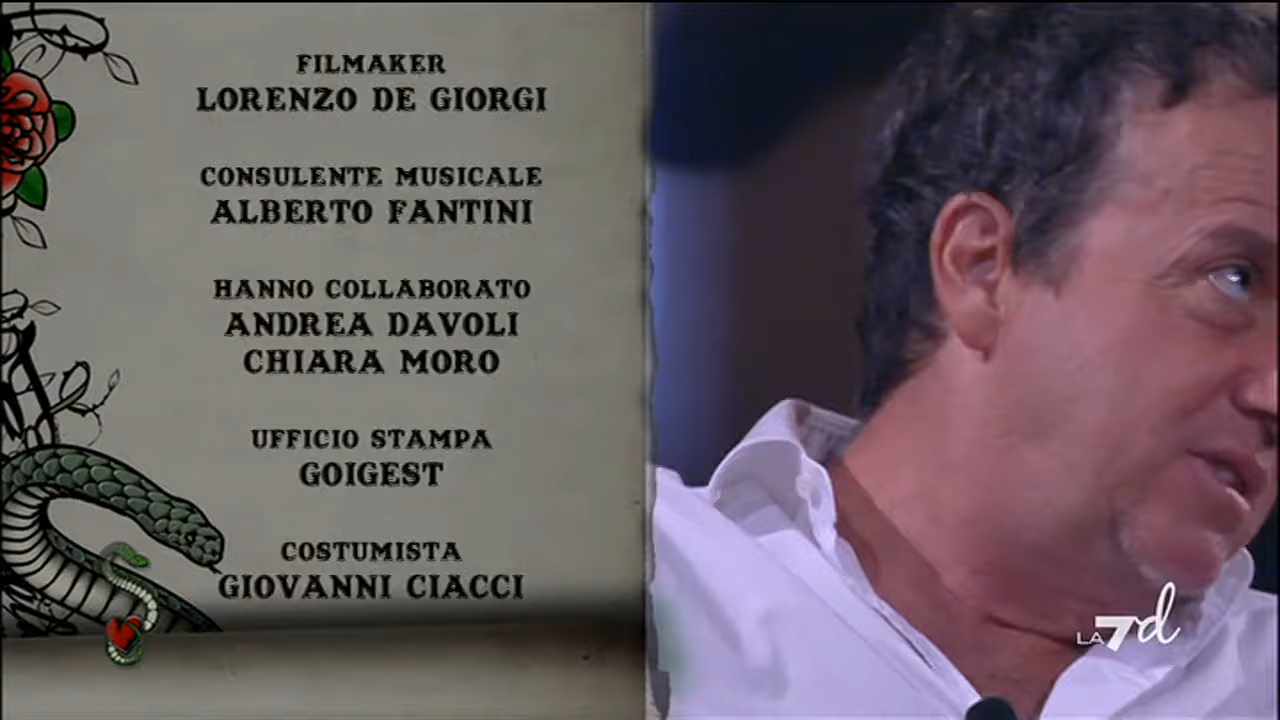 FILMAKER
LORENZO DE GIORGI
CONSULENTE MUSICALE
ALBERTO FANTINI
HANNO COLLABORATO
ANDREA DAVOLI
CHIARA MORO
UFFICIO STAMPA
GOIGEST
COSTUMISTA
GIOVANNI CIACCI
LA7d